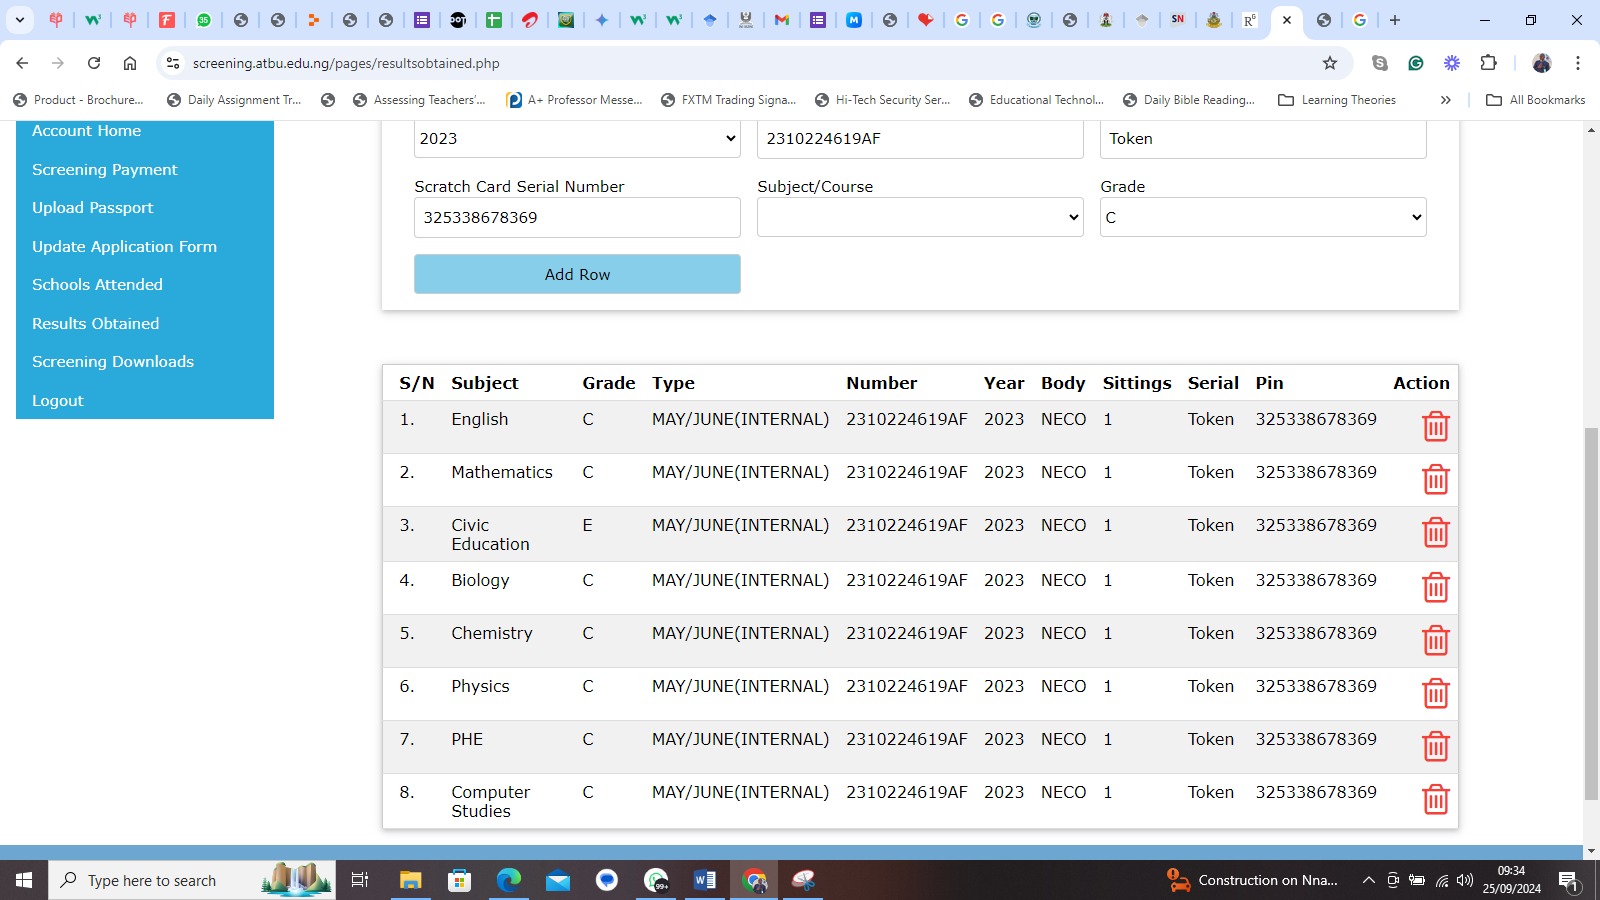 screening.atbu.edu.ng/pages/resultsobtained.php
Product - Brochure... Daily Assignment Tr... Assessing Teachers'... A+ Professor Messe... FXTM Trading Signa... Hi-Tech Security Ser... Educational Technol... Daily Bible Reading... Learning Theories » All Bookmarks
Account Home
Screening Payment
Upload Passport
Update Application Form
Schools Attended
Results Obtained
Screening Downloads
Logout
2023 2310224619AF Token
Scratch Card Serial Number Subject/Course Grade
325338678369 C
Add Row
S/N Subject Grade Type Number Year Body Sittings Serial Pin Action
1. English C MAY/JUNE(INTERNAL) 2310224619AF 2023 NECO 1 Token 325338678369
2. Mathematics C MAY/JUNE(INTERNAL) 2310224619AF 2023 NECO 1 Token 325338678369
3. Civic E MAY/JUNE(INTERNAL) 2310224619AF 2023 NECO 1 Token 325338678369
Education
4. Biology C MAY/JUNE(INTERNAL) 2310224619AF 2023 NECO 1 Token 325338678369
5. Chemistry C MAY/JUNE(INTERNAL) 2310224619AF 2023 NECO 1 Token 325338678369
6. Physics C MAY/JUNE(INTERNAL) 2310224619AF 2023 NECO 1 Token 325338678369
7. PHE C MAY/JUNE(INTERNAL) 2310224619AF 2023 NECO 1 Token 325338678369
8. Computer C MAY/JUNE(INTERNAL) 2310224619AF 2023 NECO 1 Token 325338678369
Studies
Type here to search
99+
Construction on Nna...
09:34
25/09/2024
1